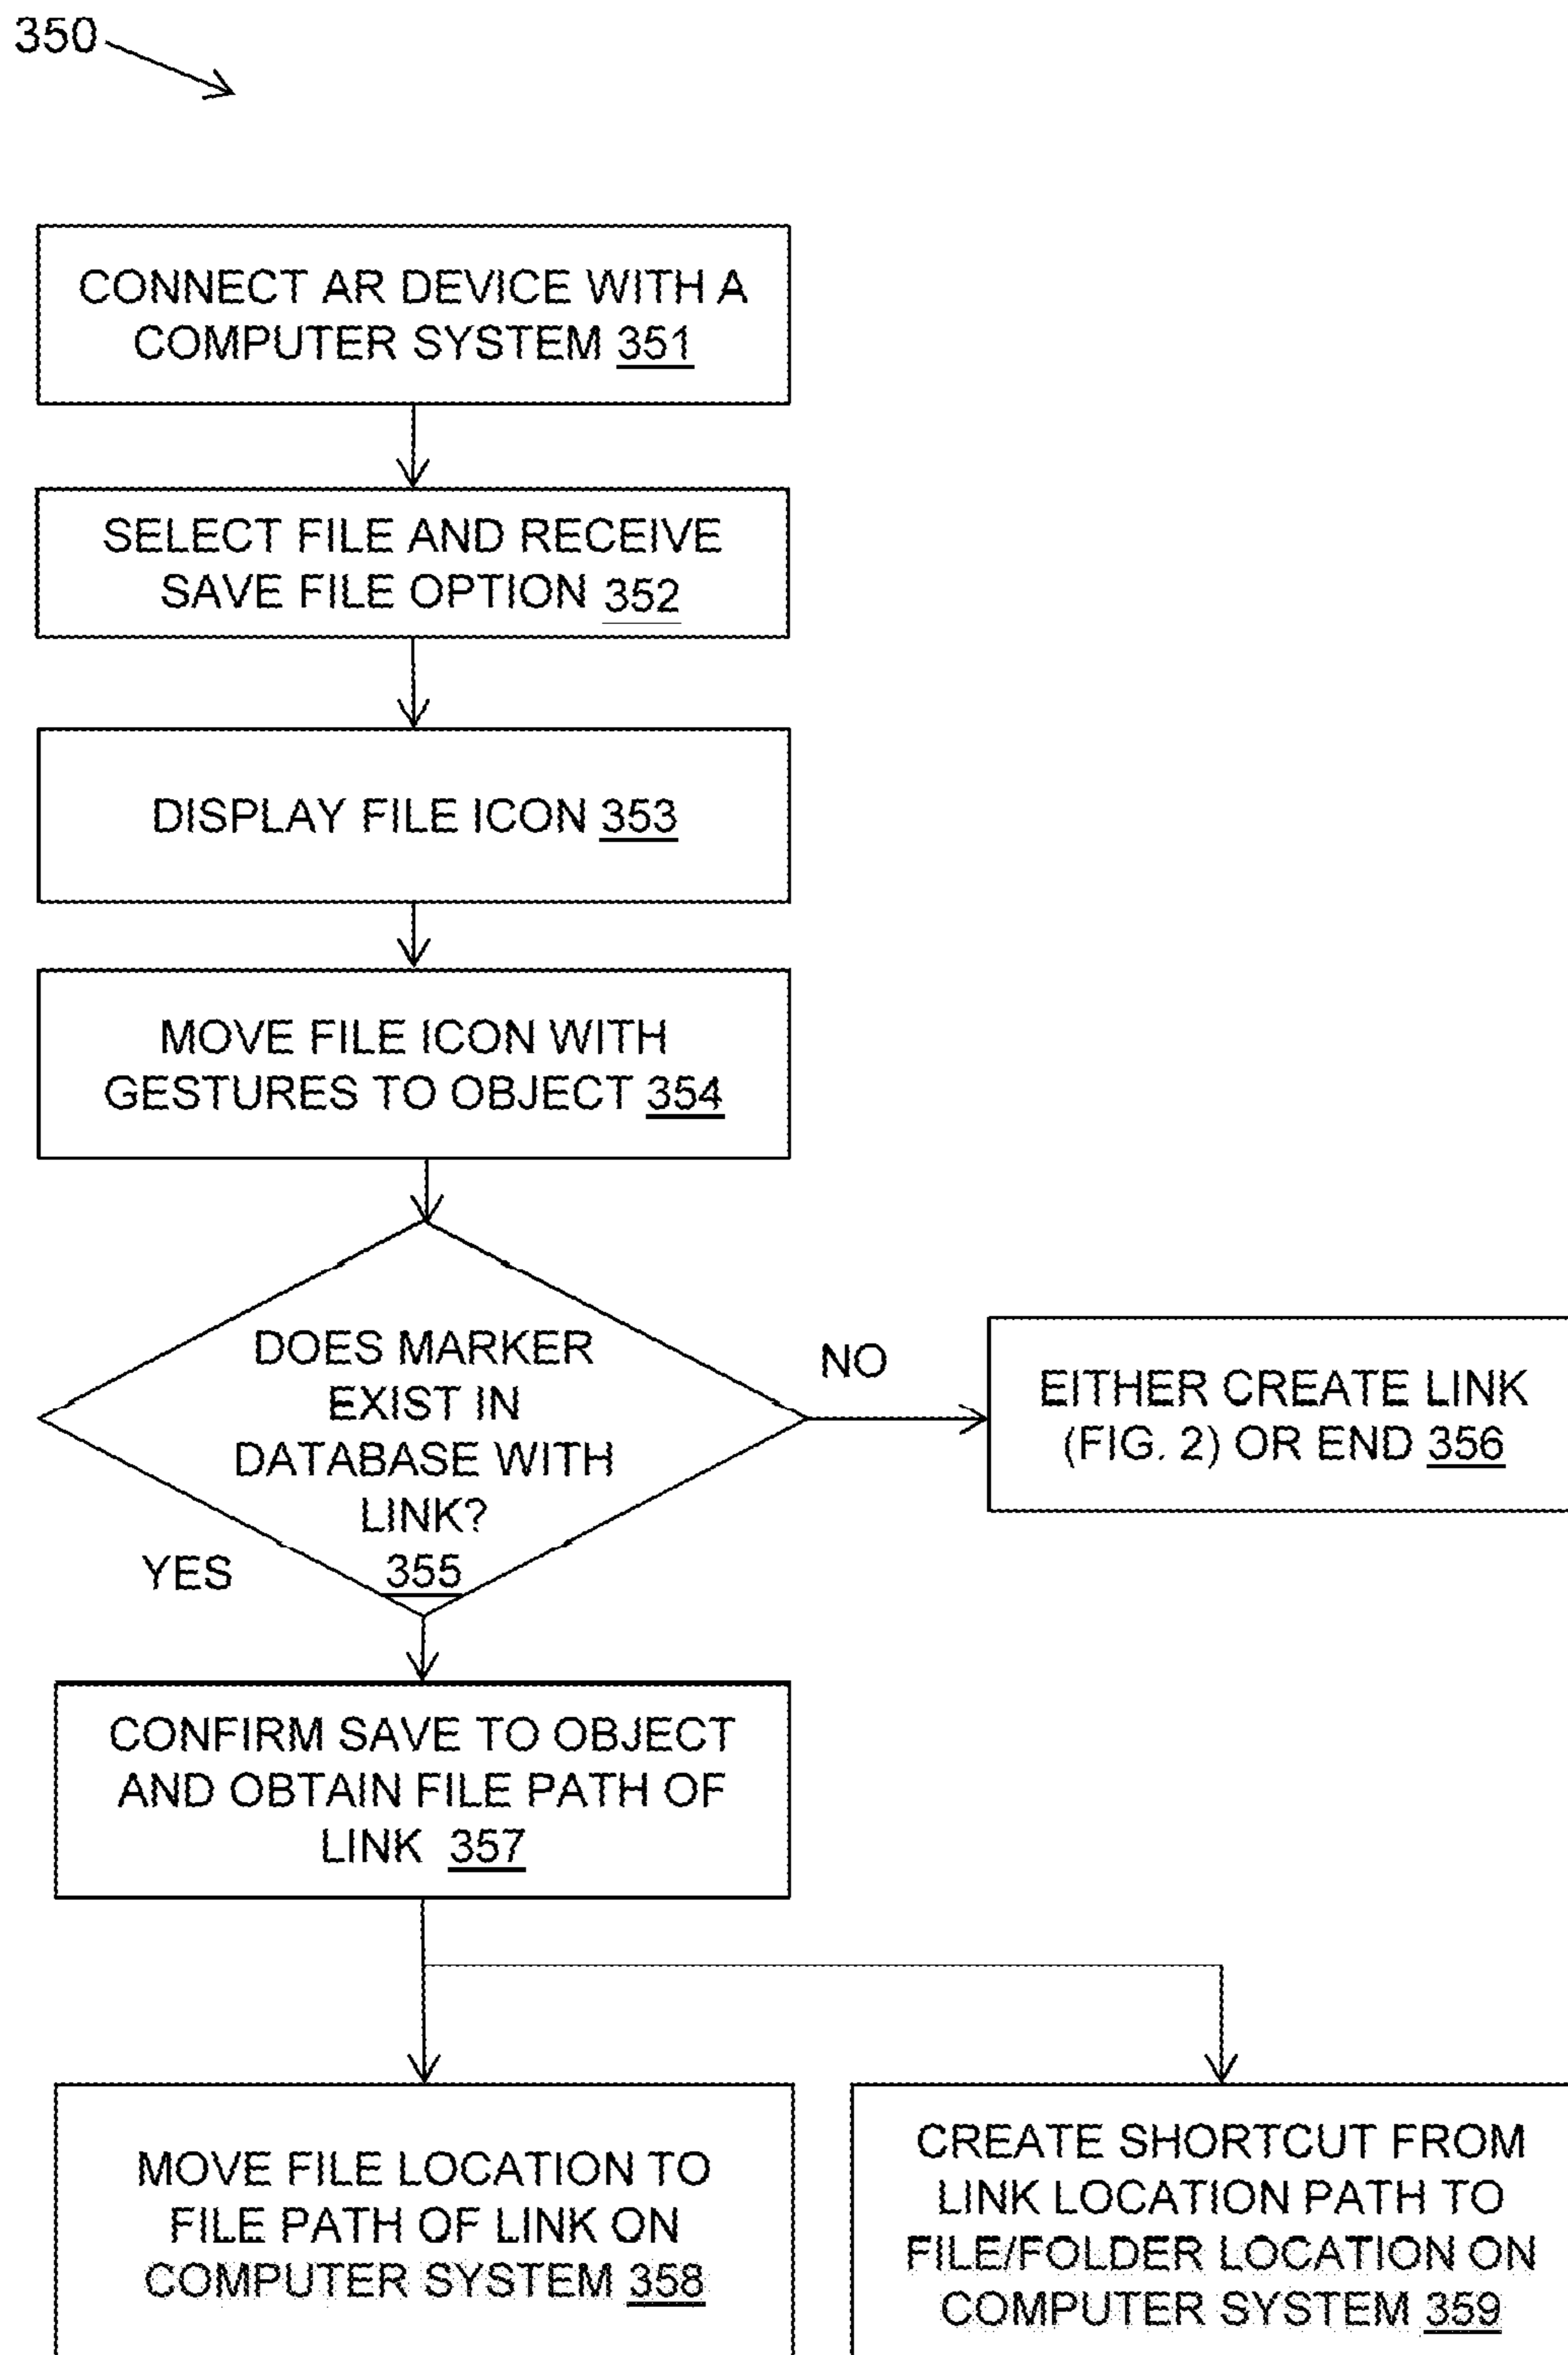 350
CONNECT AR DEVICE WITH A
COMPUTER SYSTEM 351
SELECT FILE AND RECEIVE
SAVE FILE OPTION 352
DISPLAY FILE ICON 353
MOVE FILE ICON WITH
GESTURES TO OBJECT 354
DOES MARKER
EXIST IN
DATABASE WITH
LINK?
355
NO
EITHER CREATE LINK
(FIG. 2) OR END 356
YES
CONFIRM SAVE TO OBJECT
AND OBTAIN FILE PATH OF
LINK 357
MOVE FILE LOCATION TO
FILE PATH OF LINK ON
COMPUTER SYSTEM 358
CREATE SHORTCUT FROM
LINK LOCATION PATH TO
FILE/FOLDER LOCATION ON
COMPUTER SYSTEM 359